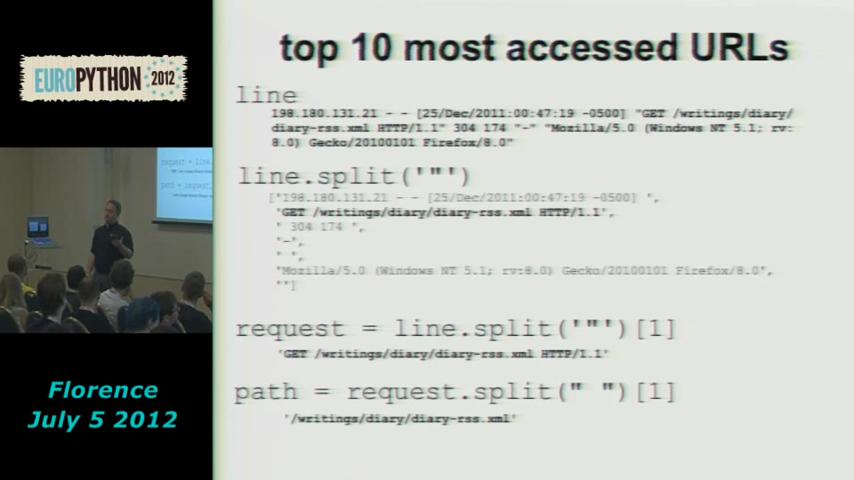 EUROPYTHON 2012
top 10 most accessed URLs
line
198.180.131.21 - - [25/Dec/2011:00:47:19 -0500] "GET /writings/diary/
diary-rss.xml HTTP/1.1" 304 174 "-" "Mozilla/5.0 (Windows NT 5.1; rv:
8.0) Gecko/20100101 Firefox/8.0"
line.split('"')
['198.180.131.21 - - [25/Dec/2011:00:47:19 -0500] ',
'GET /writings/diary/diary-rss.xml HTTP/1.1',
' 304 174 ',
'-',
' ',
'Mozilla/5.0 (Windows NT 5.1; rv:8.0) Gecko/20100101 Firefox/8.0',
'']
request = line.split('"')[1]
'GET /writings/diary/diary-rss.xml HTTP/1.1'
path = request.split(" ")[1]
'/writings/diary/diary-rss.xml'
request = line.
path = request.
Florence
July 5 2012